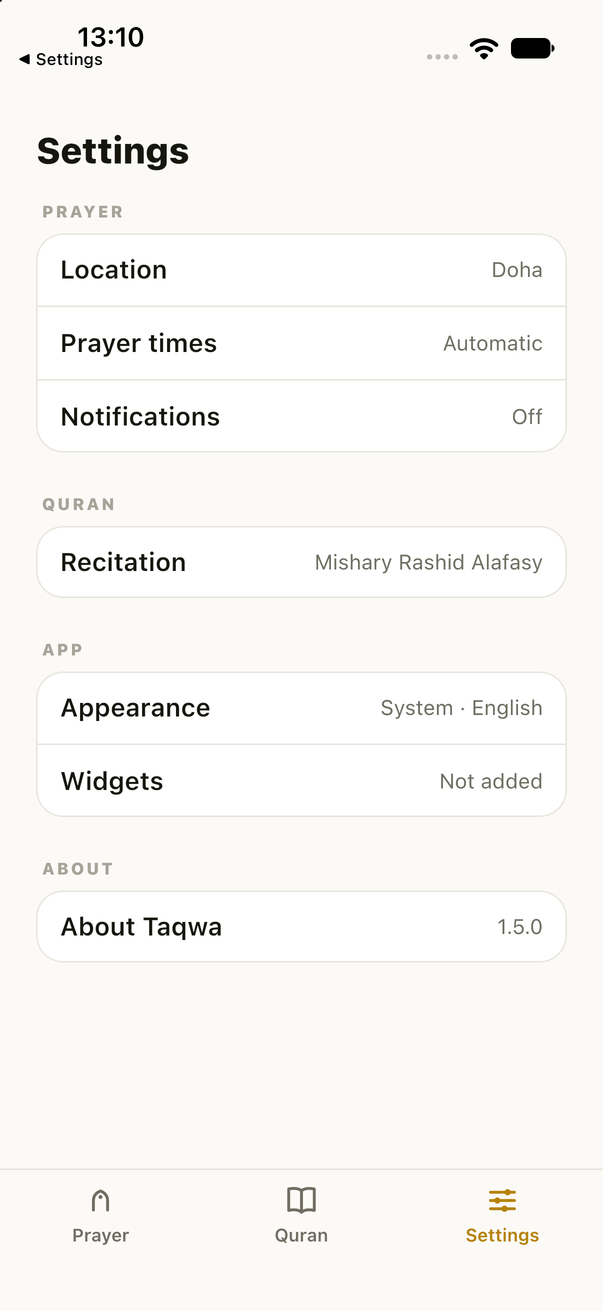 13:10
◀ Settings
Settings
PRAYER
Location Doha
Prayer times Automatic
Notifications Off
QURAN
Recitation Mishary Rashid Alafasy
APP
Appearance System · English
Widgets Not added
ABOUT
About Taqwa 1.5.0
Prayer Quran Settings